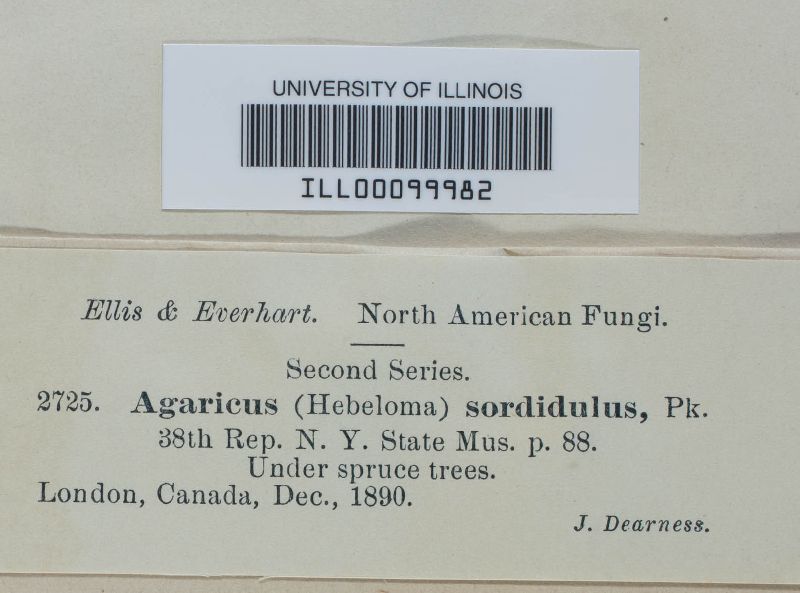 UNIVERSITY OF ILLINOIS
ILL00099982
Ellis & Everhart. North American Fungi.
Second Series.
2725. Agaricus (Hebeloma) sordidulus, Pk.
38th Rep. N. Y. State Mus. p. 88.
Under spruce trees.
London, Canada, Dec., 1890.
J. Dearness.